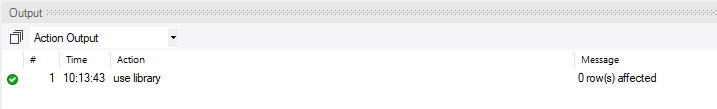 Output
Action Output
# Time Action Message
1 10:13:43 use library 0 row(s) affected